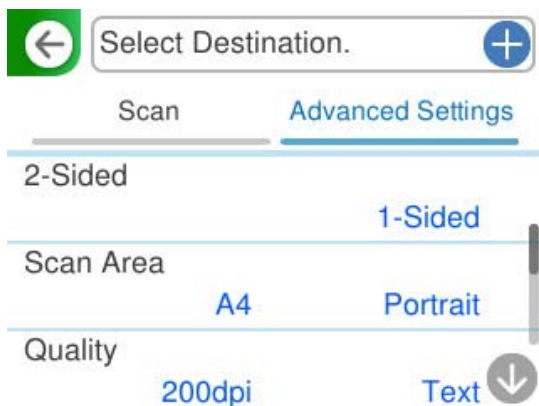 Select Destination.
Scan Advanced Settings
2-Sided
1-Sided
Scan Area
A4 Portrait
Quality
200dpi Text